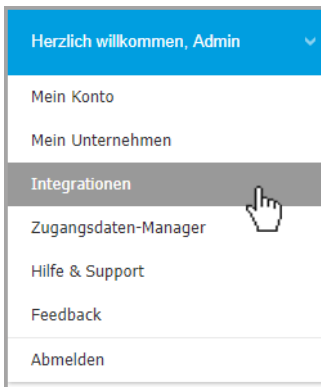 Herzlich willkommen, Admin
Mein Konto
Mein Unternehmen
Integrationen
Zugangsdaten-Manager
Hilfe & Support
Feedback
Abmelden